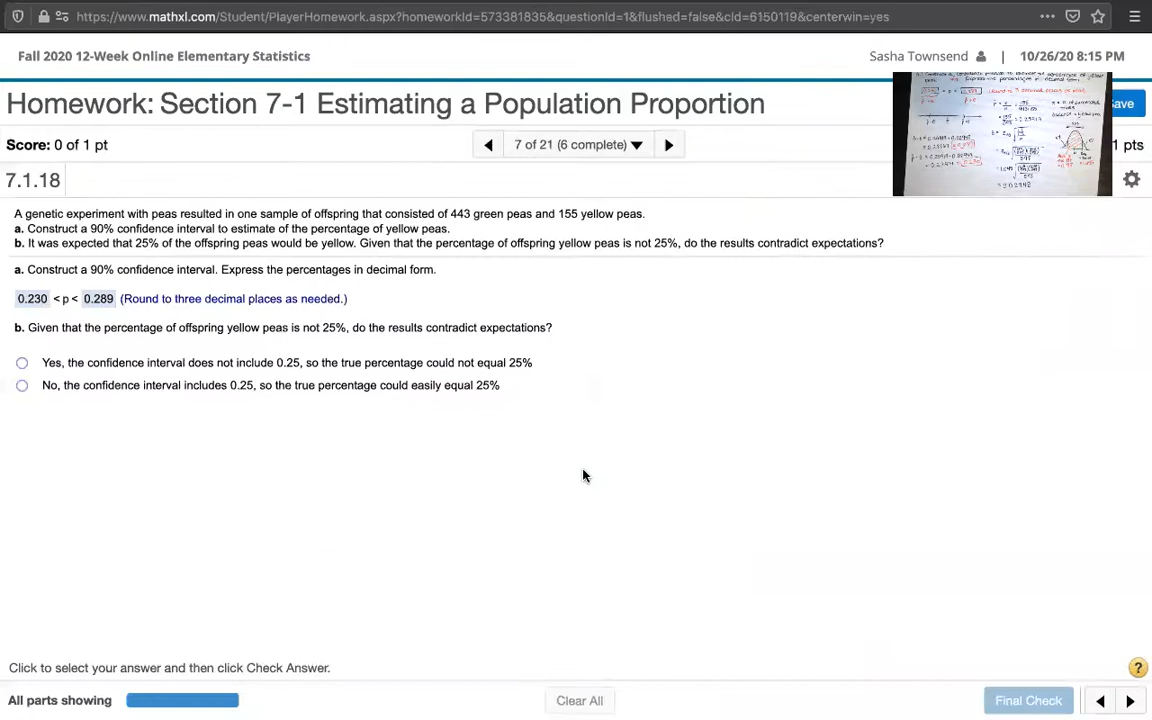 https://www.mathxl.com/Student/PlayerHomework.aspx?homeworkId=573381835&questionId=1&flushed=false&cId=6150119&centerwin=yes
Fall 2020 12-Week Online Elementary Statistics
Sasha Townsend | 10/26/20 8:15 PM
Homework: Section 7-1 Estimating a Population Proportion
ave
Score: 0 of 1 pt
7 of 21 (6 complete)
1 pts
7.1.18
A genetic experiment with peas resulted in one sample of offspring that consisted of 443 green peas and 155 yellow peas.
a. Construct a 90% confidence interval to estimate of the percentage of yellow peas.
b. It was expected that 25% of the offspring peas would be yellow. Given that the percentage of offspring yellow peas is not 25%, do the results contradict expectations?
a. Construct a 90% confidence interval. Express the percentages in decimal form.
0.230 < p < 0.289 (Round to three decimal places as needed.)
b. Given that the percentage of offspring yellow peas is not 25%, do the results contradict expectations?
Yes, the confidence interval does not include 0.25, so the true percentage could not equal 25%
No, the confidence interval includes 0.25, so the true percentage could easily equal 25%
Click to select your answer and then click Check Answer.
?
All parts showing
Clear All
Final Check